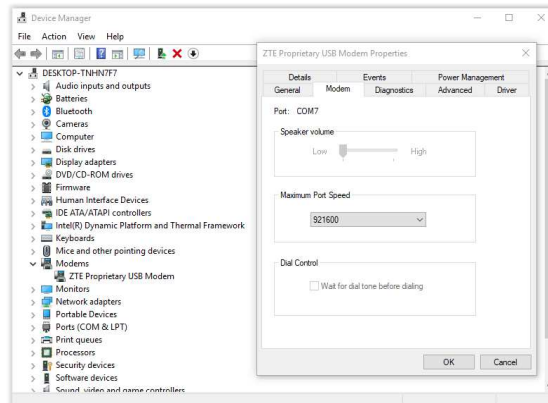 Device Manager
File Action View Help
DESKTOP-TNHN7F7
Audio inputs and outputs
Batteries
Bluetooth
Cameras
Computer
Disk drives
Display adapters
DVD/CD-ROM drives
Firmware
Human Interface Devices
IDE ATA/ATAPI controllers
Intel(R) Dynamic Platform and Thermal Framework
Keyboards
Mice and other pointing devices
Modems
ZTE Proprietary USB Modem
Monitors
Network adapters
Portable Devices
Ports (COM & LPT)
Print queues
Processors
Security devices
Software devices
Sound, video and game controllers
ZTE Proprietary USB Modem Properties
Details Events Power Management
General Modem Diagnostics Advanced Driver
Port: COM7
Speaker volume
Low High
Maximum Port Speed
921600
Dial Control
Wait for dial tone before dialing
OK Cancel